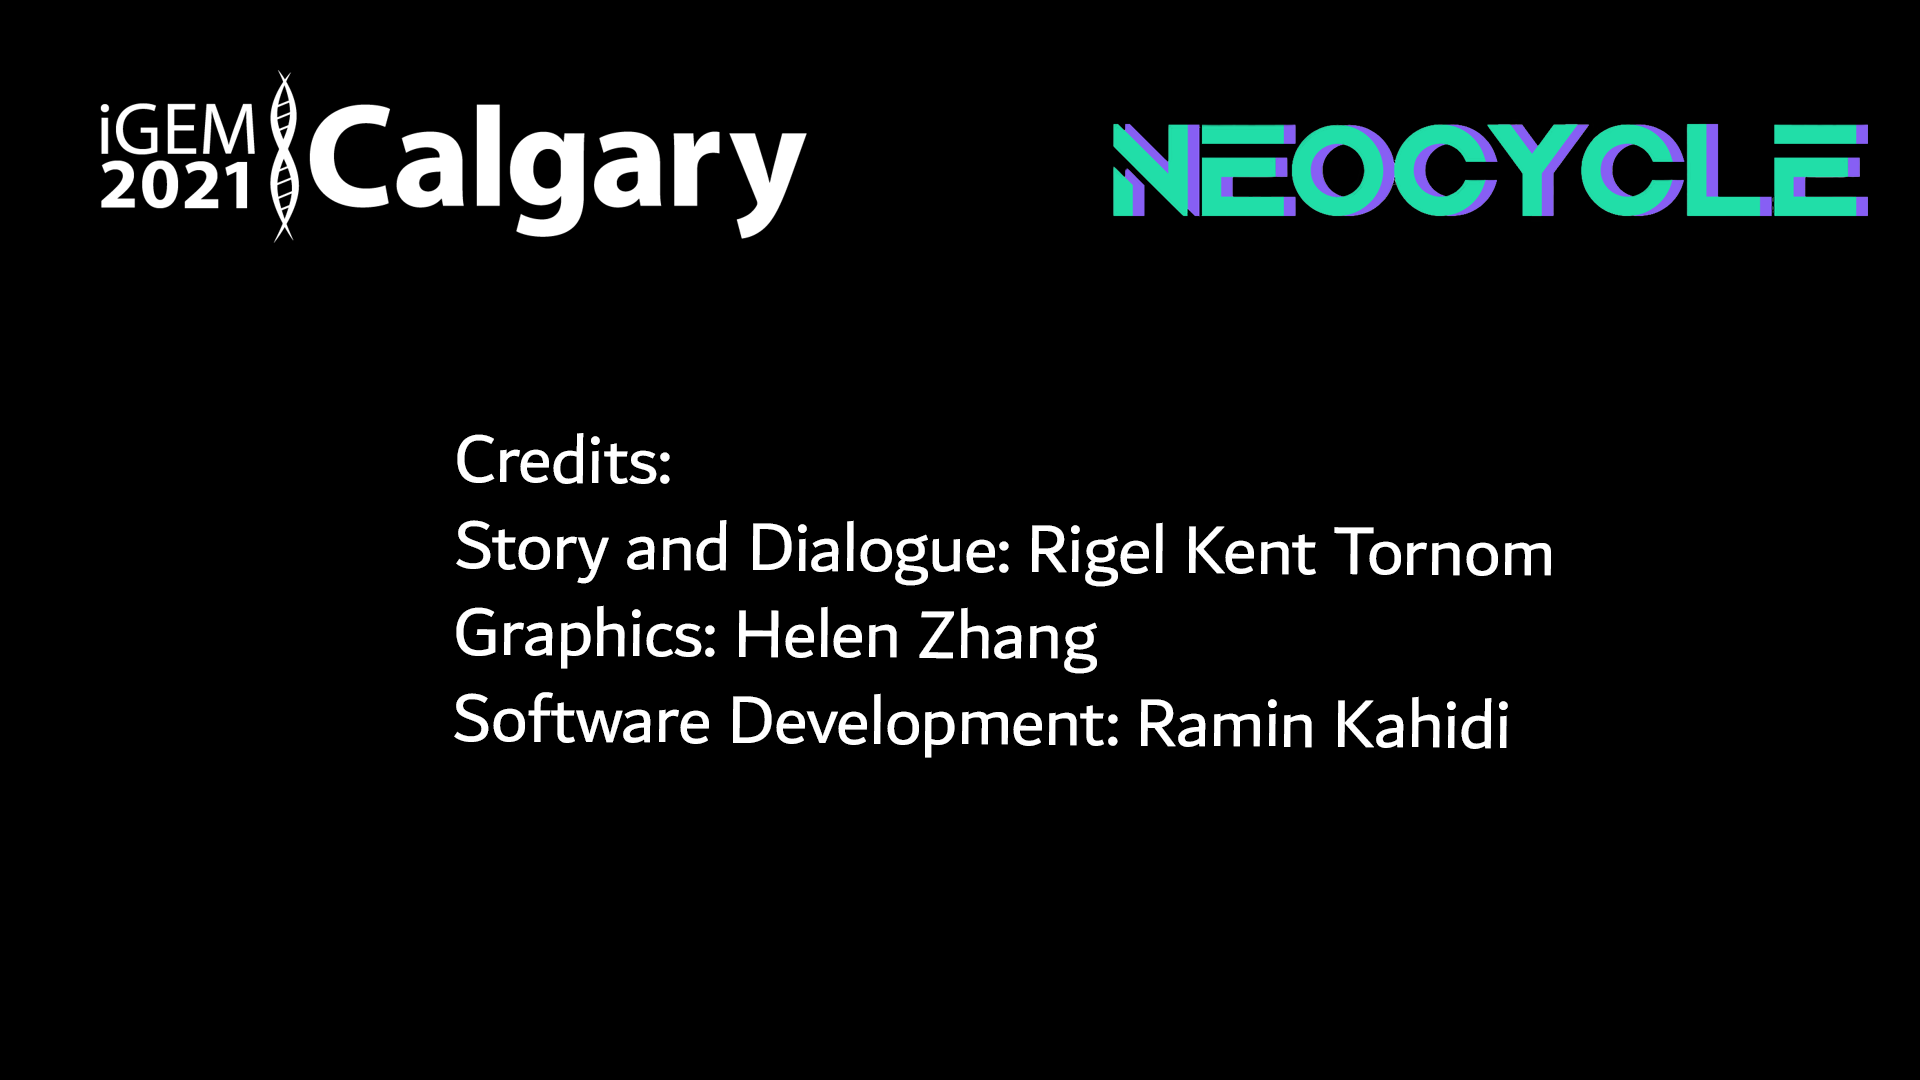 iGEM
2021
Calgary
NEOCYCLE
Credits:
Story and Dialogue: Rigel Kent Tornom
Graphics: Helen Zhang
Software Development: Ramin Kahidi